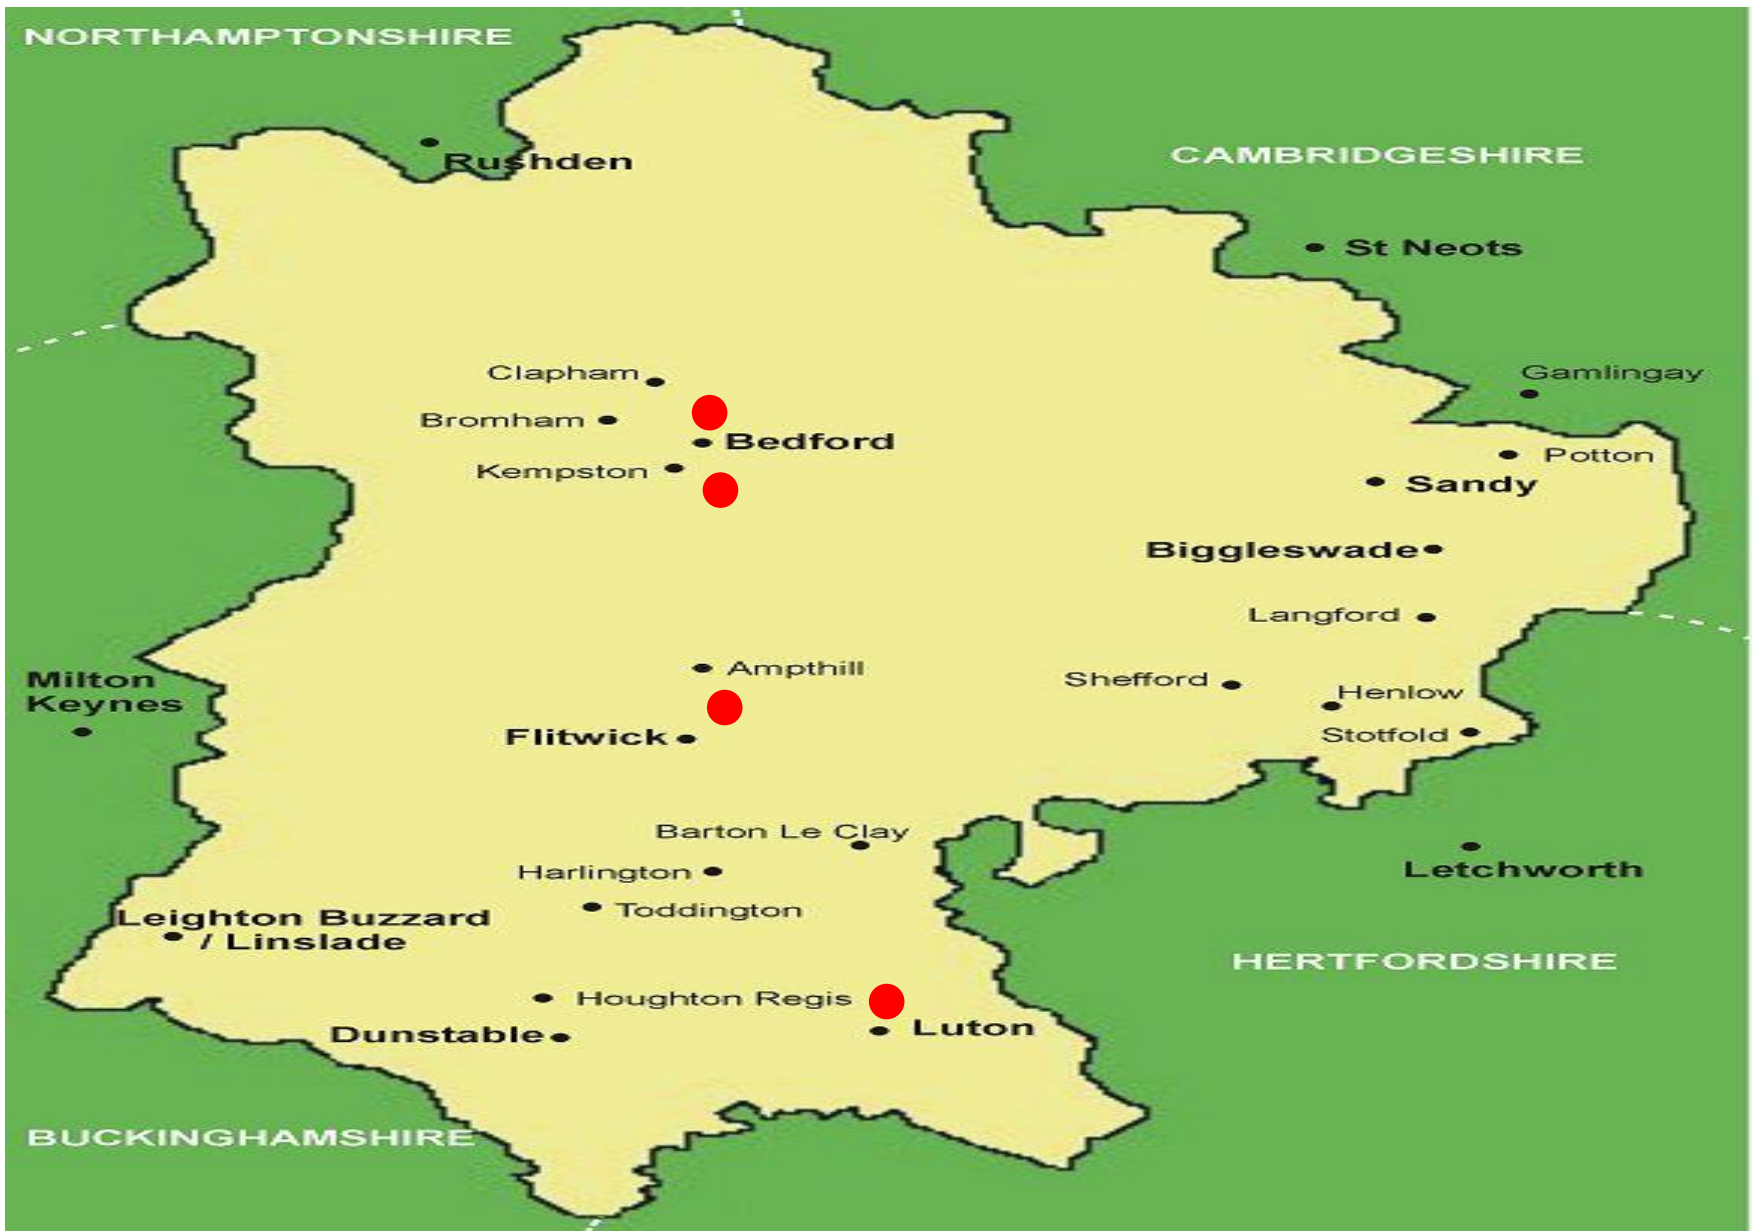 NORTHAMPTONSHIRE
Rushden
CAMBRIDGESHIRE
St Neots
Clapham
Gamlingay
Bromham
Bedford
Potton
Kempston
Sandy
Biggleswade
Langford
Ampthill
Milton
Keynes
Shefford
Henlow
Flitwick
Stotfold
Barton Le Clay
Harlington
Letchworth
Toddington
Leighton Buzzard
/ Linslade
HERTFORDSHIRE
Houghton Regis
Dunstable
Luton
BUCKINGHAMSHIRE